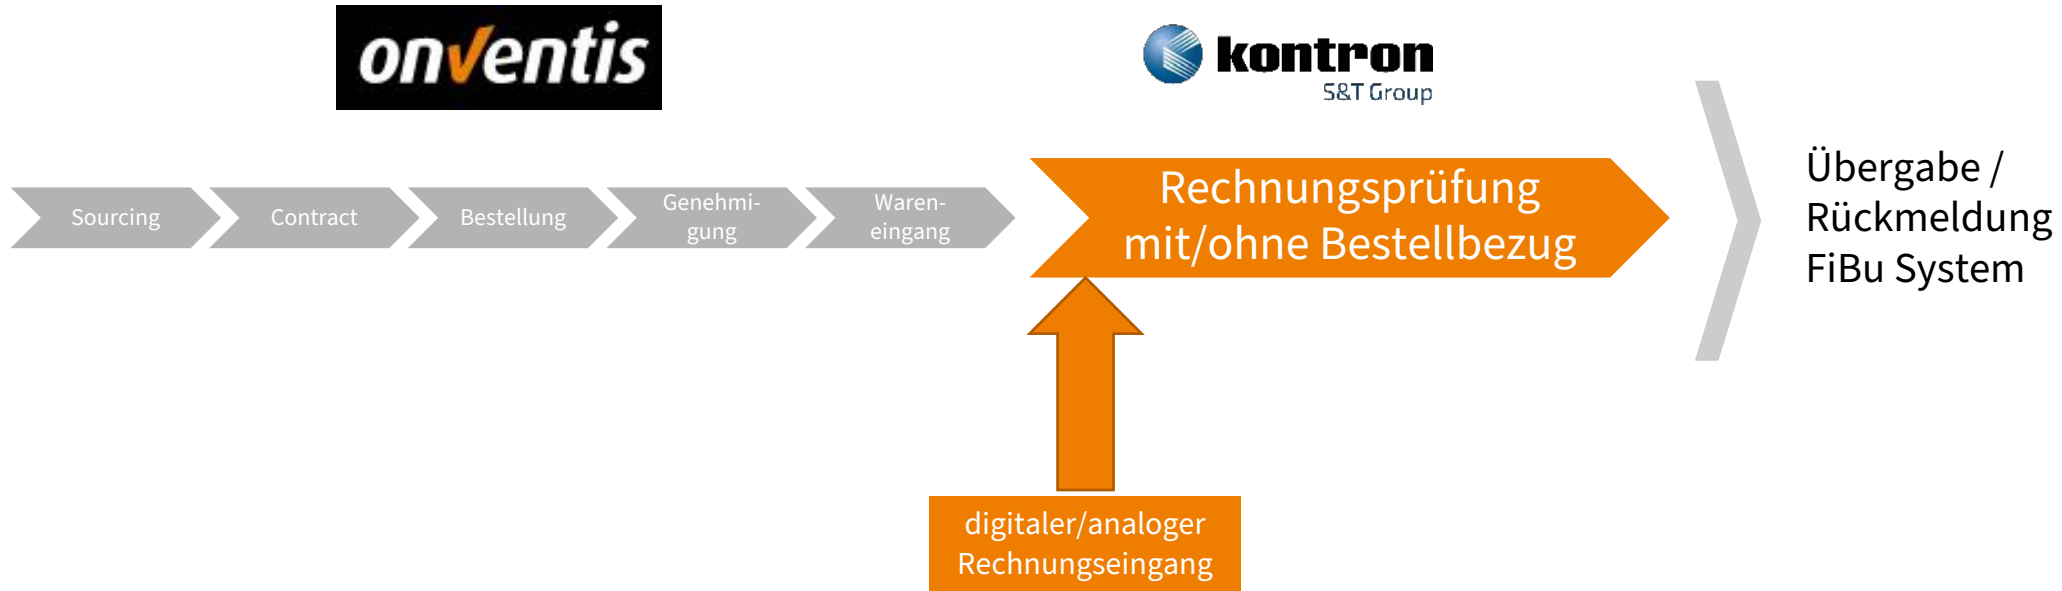 onventis
kontron
S&T Group
Sourcing
Contract
Bestellung
Genehmi-
gung
Waren-
eingang
Rechnungsprüfung
mit/ohne Bestellbezug
Übergabe /
Rückmeldung
FiBu System
digitaler/analoger
Rechnungseingang